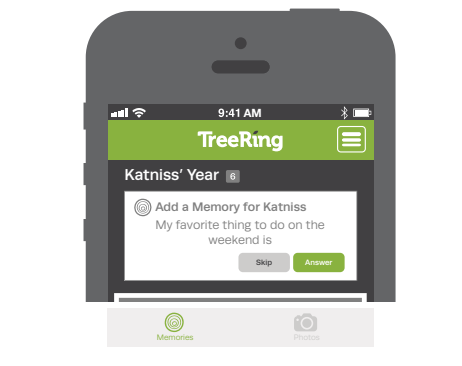 9:41 AM
TreeRing
Katniss’ Year 6
Add a Memory for Katniss
My favorite thing to do on the
weekend is
Skip Answer
Memories Photos